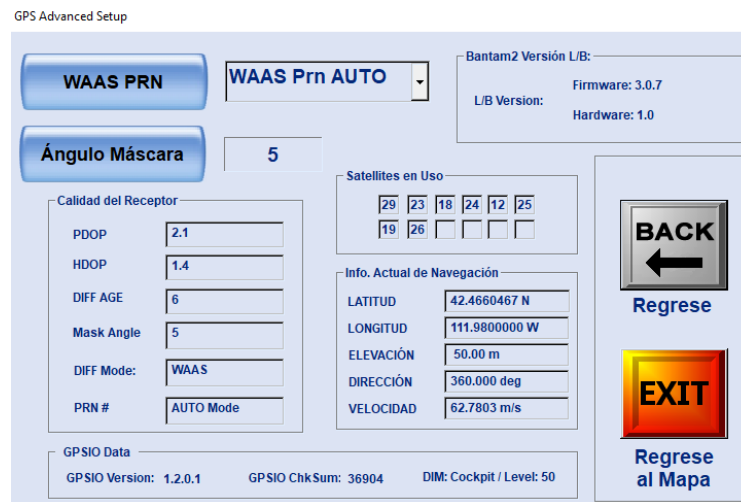 GPS Advanced Setup
WAAS PRN
WAAS Prn AUTO
Bantam2 Versión L/B:
L/B Version:
Firmware: 3.0.7
Hardware: 1.0
Ángulo Máscara
5
Satellites en Uso
29 23 18 24 12 25
19 26
Calidad del Receptor
PDOP 2.1
HDOP 1.4
DIFF AGE 6
Mask Angle 5
DIFF Mode: WAAS
PRN # AUTO Mode
Info. Actual de Navegación
LATITUD 42.4660467 N
LONGITUD 111.9800000 W
ELEVACIÓN 50.00 m
DIRECCIÓN 360.000 deg
VELOCIDAD 62.7803 m/s
BACK
Regrese
EXIT
Regrese
al Mapa
GPSIO Data
GPSIO Version: 1.2.0.1 GPSIO ChkSum: 36904 DIM: Cockpit / Level: 50